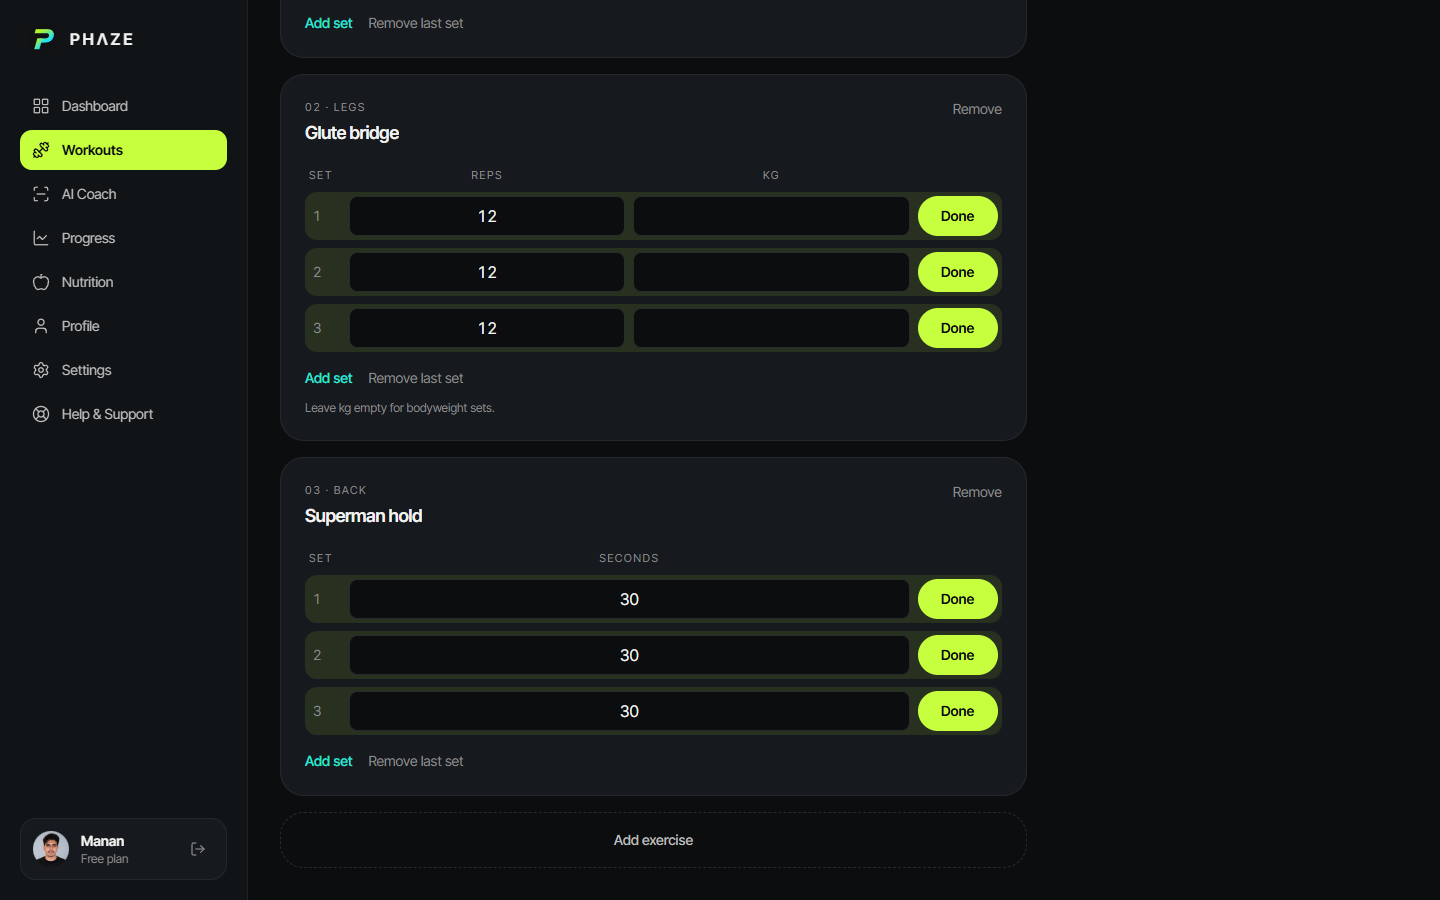 PHΛZE
Dashboard
Workouts
AI Coach
Progress
Nutrition
Profile
Settings
Help & Support
Manan
Free plan
Add set Remove last set
02 · LEGS
Remove
Glute bridge
SET REPS KG
1 12 Done
2 12 Done
3 12 Done
Add set Remove last set
Leave kg empty for bodyweight sets.
03 · BACK
Remove
Superman hold
SET SECONDS
1 30 Done
2 30 Done
3 30 Done
Add set Remove last set
Add exercise